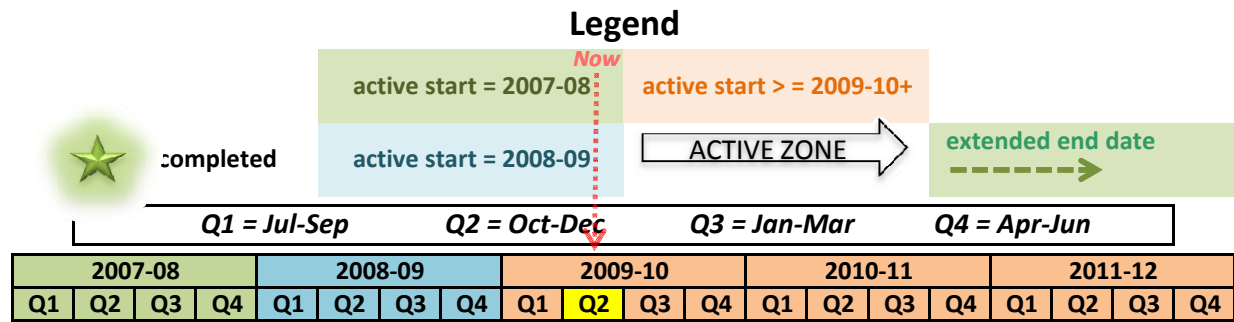 Legend
Now
active start = 2007-08 active start > = 2009-10+
completed active start = 2008-09 ACTIVE ZONE extended end date
Q1 = Jul-Sep Q2 = Oct-Dec Q3 = Jan-Mar Q4 = Apr-Jun
2007-08 2008-09 2009-10 2010-11 2011-12
Q1 Q2 Q3 Q4 Q1 Q2 Q3 Q4 Q1 Q2 Q3 Q4 Q1 Q2 Q3 Q4 Q1 Q2 Q3 Q4